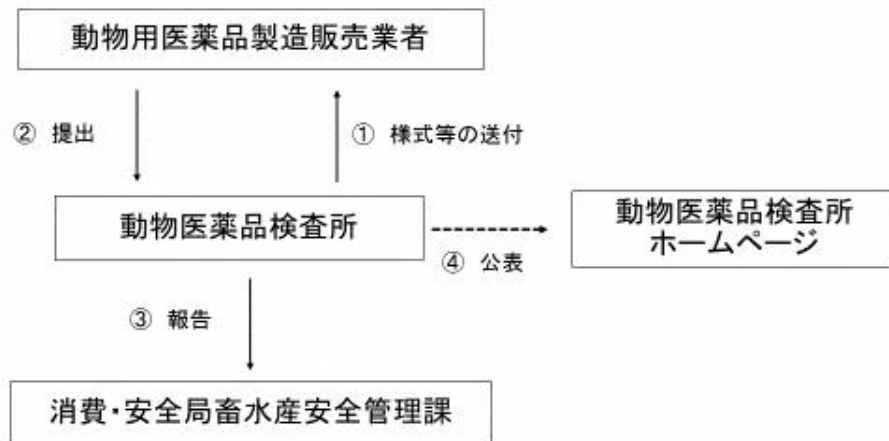 動物用医薬品製造販売業者
② 提出
① 様式等の送付
動物医薬品検査所
④ 公表
動物医薬品検査所
ホームページ
③ 報告
消費・安全局畜水産安全管理課